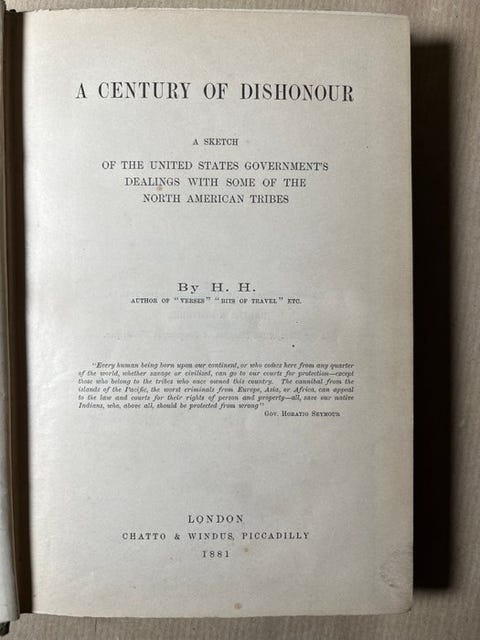 A CENTURY OF DISHONOUR
A SKETCH
OF THE UNITED STATES GOVERNMENT'S
DEALINGS WITH SOME OF THE
NORTH AMERICAN TRIBES
By H. H.
AUTHOR OF "VERSES" "BITS OF TRAVEL" ETC.
"Every human being born upon our continent, or who comes here from any quarter
of the world, whether savage or civilized, can go to our courts for protection—except
those who belong to the tribes who once owned this country. The cannibal from the
islands of the Pacific, the worst criminals from Europe, Asia, or Africa, can appeal
to the law and courts for their rights of person and property—all, save our native
Indians, who, above all, should be protected from wrong"
Gov. Horatio Seymour
LONDON
CHATTO & WINDUS, PICCADILLY
1881